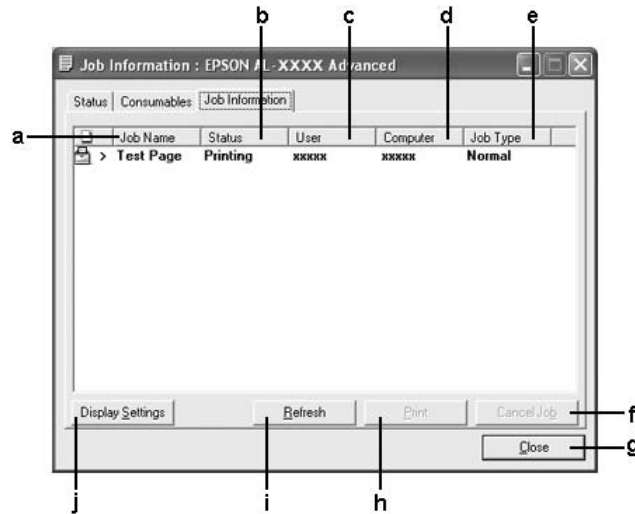 b c d e
Job Information : EPSON AL-XXXX Advanced
Status Consumables Job Information
a Job Name Status User Computer Job Type
> Test Page Printing xxxxx xxxxx Normal
Display Settings Refresh Print Cancel Job f
Close g
j i h